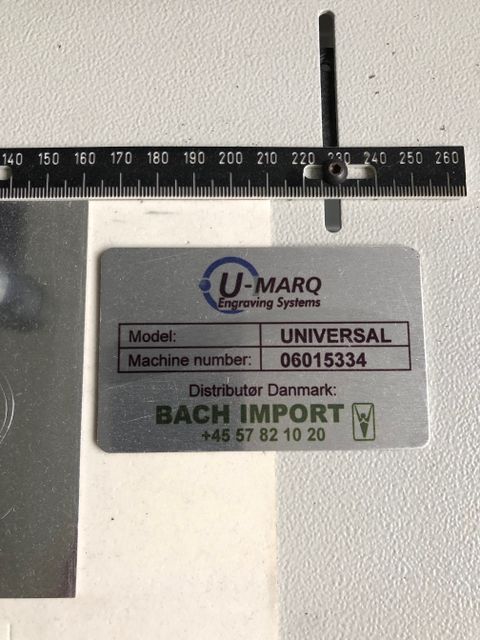 140 150 160 170 180 190 200 210 220 230 240 250 260
U-MARQ
Engraving Systems
Model: UNIVERSAL
Machine number: 06015334
Distributør Danmark:
BACH IMPORT
+45 57 82 10 20